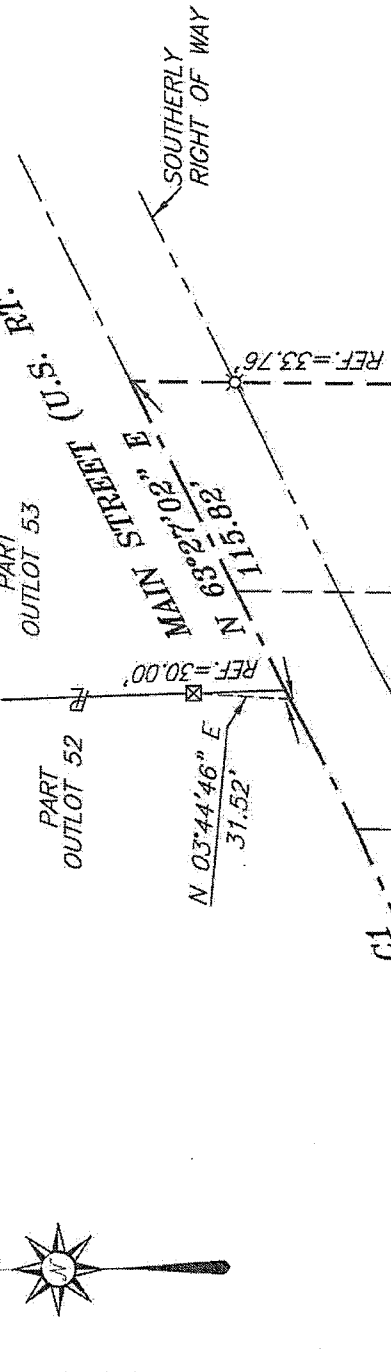 PART
OUTLOT 53
MAIN STREET (U.S. RT.
SOUTHERLY
RIGHT OF WAY
N 63°27'02" E
115.82'
REF.=33.76'
REF.=30.00'
PART
OUTLOT 52
N 03°44'46" E
31.52'
C1
N